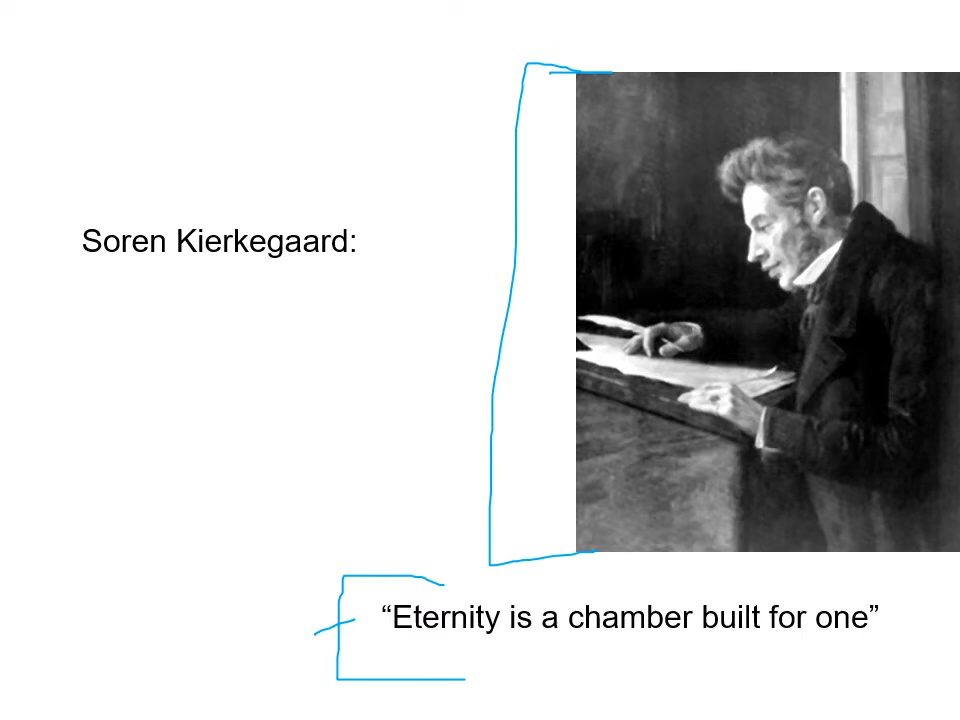 Soren Kierkegaard:
“Eternity is a chamber built for one”